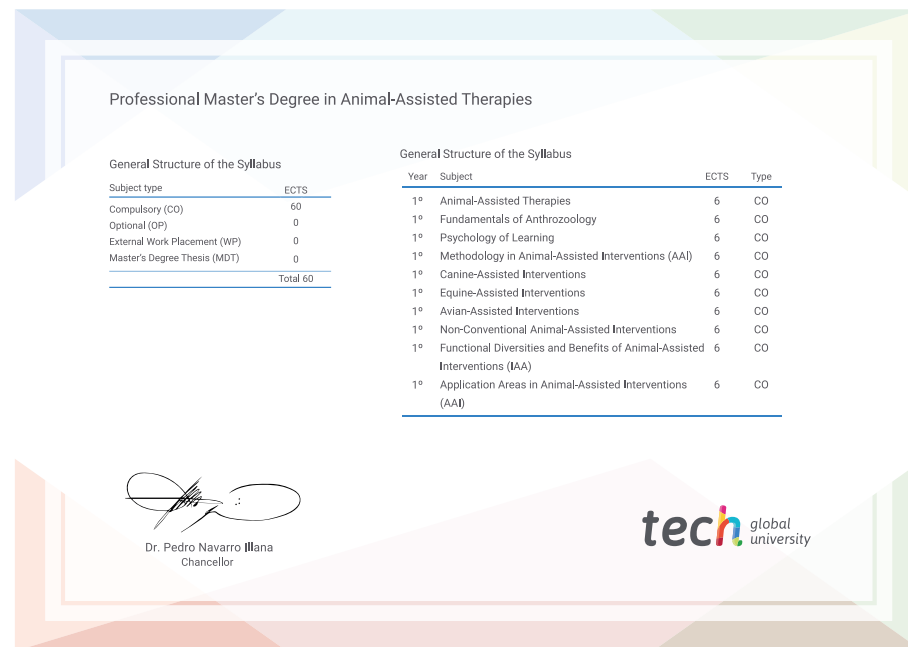 Professional Master's Degree in Animal-Assisted Therapies
General Structure of the Syllabus
Subject type ECTS
Compulsory (CO) 60
Optional (OP) 0
External Work Placement (WP) 0
Master's Degree Thesis (MDT) 0
Total 60
General Structure of the Syllabus
Year Subject ECTS Type
1º Animal-Assisted Therapies 6 CO
1º Fundamentals of Anthrozoology 6 CO
1º Psychology of Learning 6 CO
1º Methodology in Animal-Assisted Interventions (AAI) 6 CO
1º Canine-Assisted Interventions 6 CO
1º Equine-Assisted Interventions 6 CO
1º Avian-Assisted Interventions 6 CO
1º Non-Conventional Animal-Assisted Interventions 6 CO
1º Functional Diversities and Benefits of Animal-Assisted 6 CO
Interventions (IAA)
1º Application Areas in Animal-Assisted Interventions 6 CO
(AAI)
Dr. Pedro Navarro Illana
Chancellor
tech global
university